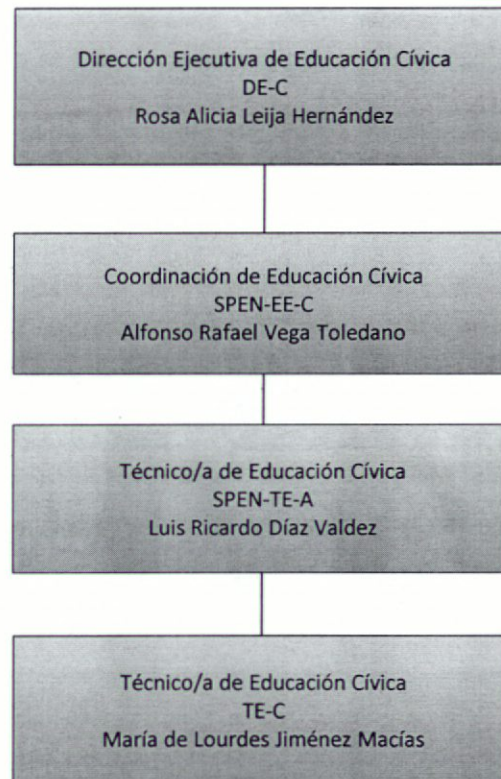 Dirección Ejecutiva de Educación Cívica
DE-C
Rosa Alicia Leija Hernández
Coordinación de Educación Cívica
SPEN-EE-C
Alfonso Rafael Vega Toledano
Técnico/a de Educación Cívica
SPEN-TE-A
Luis Ricardo Díaz Valdez
Técnico/a de Educación Cívica
TE-C
María de Lourdes Jiménez Macías